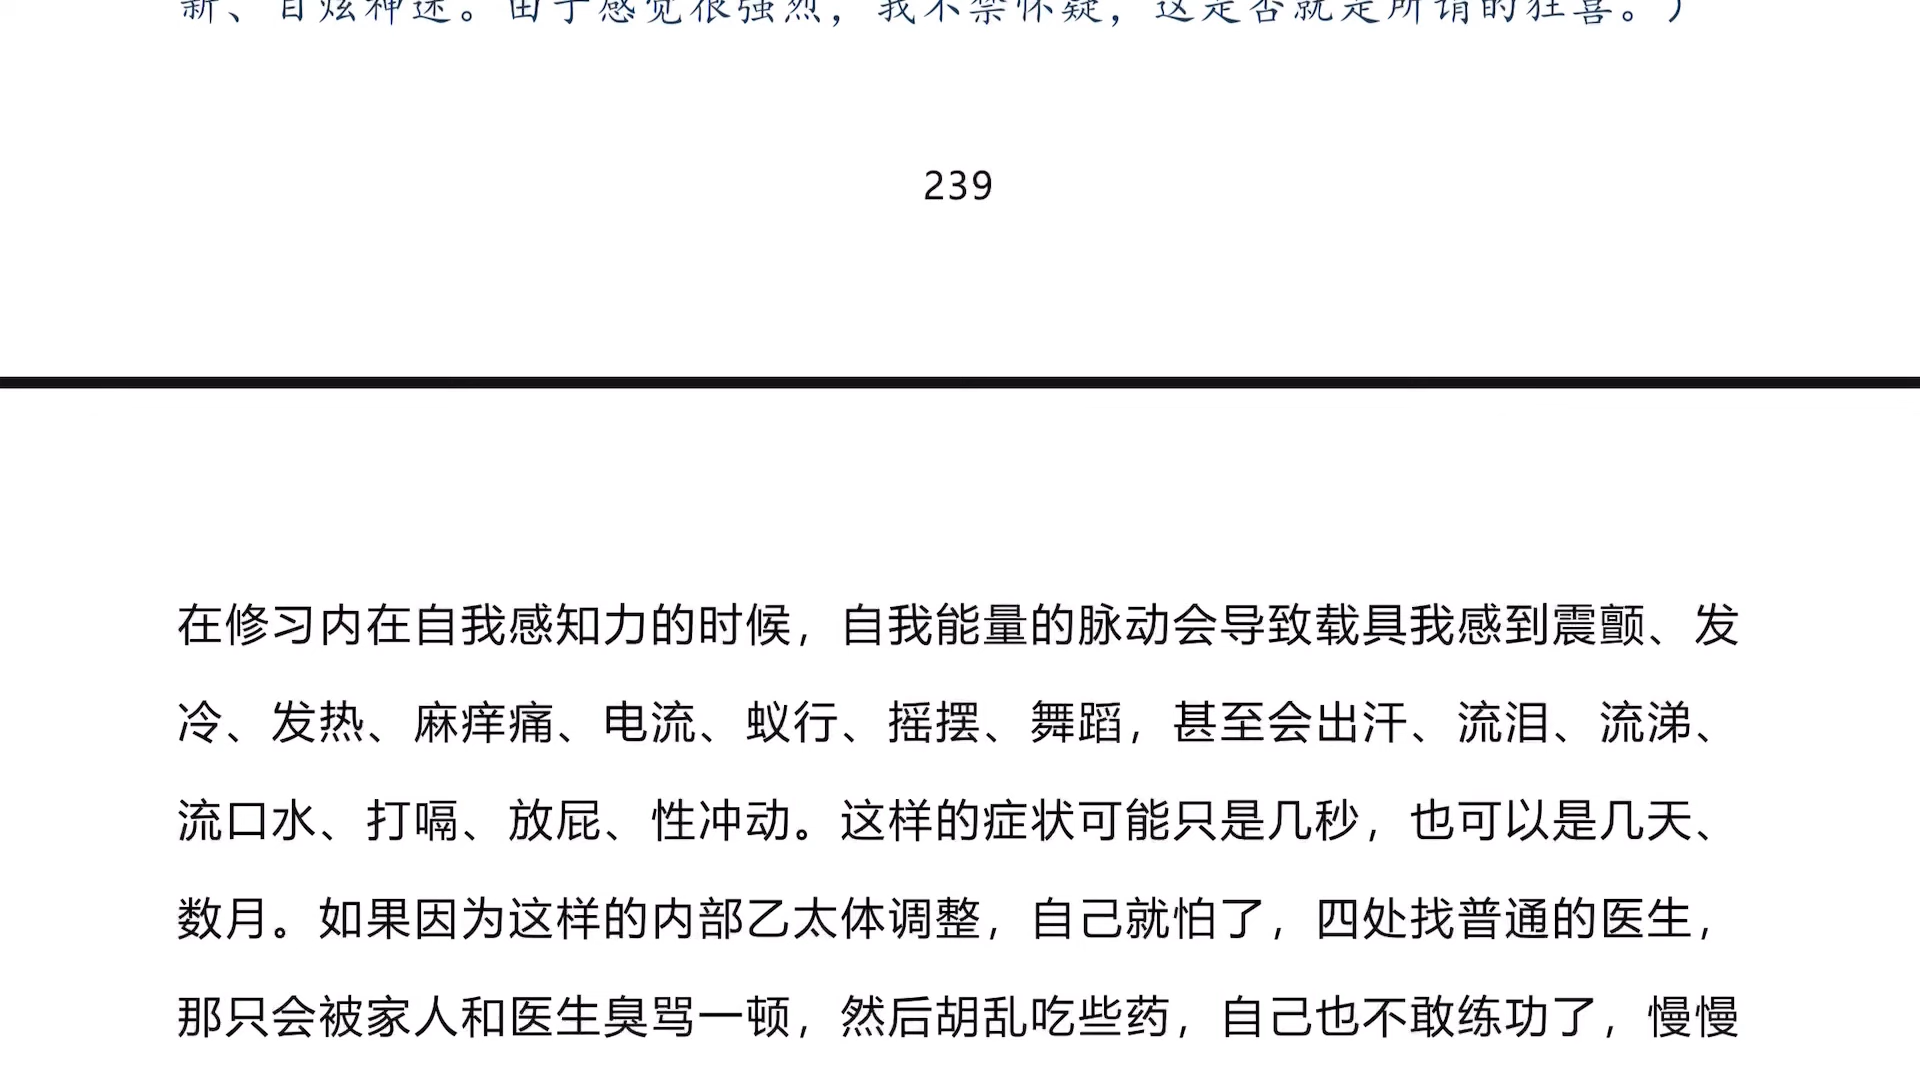 新、目炫神迷。由于感觉很强烈，我不禁怀疑，这是否就是所谓的狂喜。）
239
在修习内在自我感知力的时候，自我能量的脉动会导致载具我感到震颤、发
冷、发热、麻痒痛、电流、蚁行、摇摆、舞蹈，甚至会出汗、流泪、流涕、
流口水、打嗝、放屁、性冲动。这样的症状可能只是几秒，也可以是几天、
数月。如果因为这样的内部乙太体调整，自己就怕了，四处找普通的医生，
那只会被家人和医生臭骂一顿，然后胡乱吃些药，自己也不敢练功了，慢慢